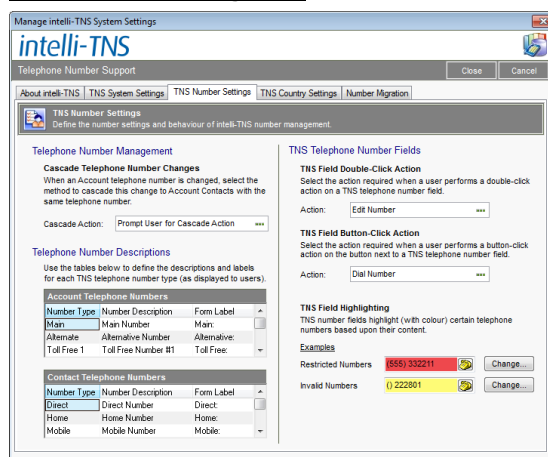 Manage intelli-TNS System Settings
intelli-TNS
Telephone Number Support
Close
Cancel
About intelli-TNS
TNS System Settings
TNS Number Settings
TNS Country Settings
Number Migration
TNS Number Settings
Define the number settings and behaviour of intelli-TNS number management.
Telephone Number Management
Cascade Telephone Number Changes
When an Account telephone number is changed, select the
method to cascade this change to Account Contacts with the
same telephone number.
Cascade Action:
Prompt User for Cascade Action
Telephone Number Descriptions
Use the tables below to define the descriptions and labels
for each TNS telephone number type (as displayed to users).
Account Telephone Numbers
Number Type Number Description Form Label
Main Main Number Main:
Alternate Alternative Number Alternative:
Toll Free 1 Toll Free Number #1 Toll Free:
Contact Telephone Numbers
Number Type Number Description Form Label
Direct Direct Number Direct:
Home Home Number Home:
Mobile Mobile Number Mobile:
TNS Telephone Number Fields
TNS Field Double-Click Action
Select the action required when a user performs a double-click
action on a TNS telephone number field.
Action:
Edit Number
TNS Field Button-Click Action
Select the action required when a user performs a button-click
action on the button next to a TNS telephone number field.
Action:
Dial Number
TNS Field Highlighting
TNS number fields highlight (with colour) certain telephone
numbers based upon their content.
Examples
Restricted Numbers
(555) 332211
Change...
Invalid Numbers
() 222801
Change...